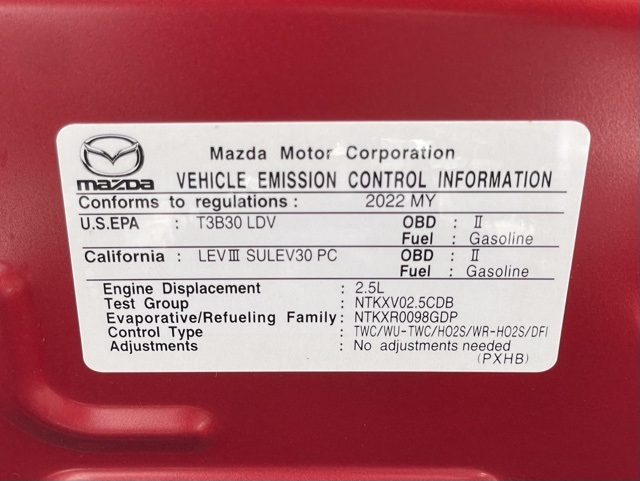 Mazda Motor Corporation
mazda VEHICLE EMISSION CONTROL INFORMATION
Conforms to regulations : 2022 MY
U.S.EPA : T3B30 LDV OBD : II
Fuel : Gasoline
California : LEVIII SULEV30 PC OBD : II
Fuel : Gasoline
Engine Displacement : 2.5L
Test Group : NTKXV02.5CDB
Evaporative/Refueling Family: NTKXR0098GDP
Control Type : TWC/WU-TWC/HO2S/WR-HO2S/DFI
Adjustments : No adjustments needed
(PXHB)